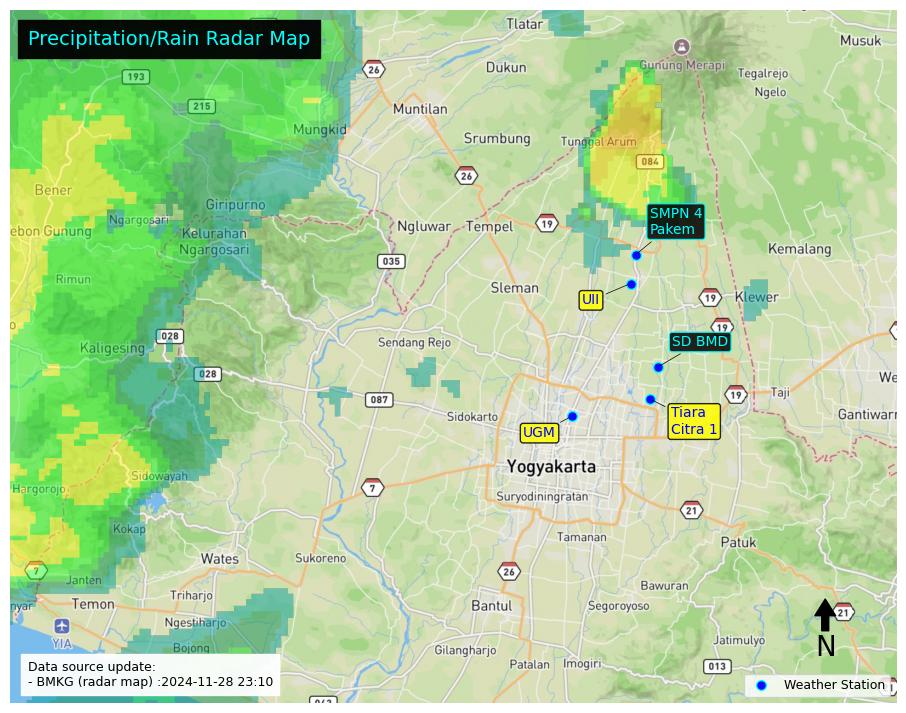 Precipitation/Rain Radar Map
Tlatar
Musuk
26
Dukun
Gunung Merapi
Tegalrejo
193
Ngelo
215
Muntilan
Mungkid
Srumbung
Tunggal Arum
084
26
Bener
Giripurno
SMPN 4
Pakem
Ngargosari
Ngluwar
Tempel
19
ebon Gunung
Kelurahan
Ngargosari
Kemalang
035
Rimun
Sleman
UII
19
Klewer
19
028
Sendang Rejo
SD BMD
Kaligesing
028
We
087
19
Taji
Sidokarto
Tiara
Citra 1
Gantiwarn
UGM
Yogyakarta
Sidowayah
Hargorojo
7
Suryodiningratan
21
Kokap
Tamanan
Patuk
Wates
Sukoreno
7
26
Janten
Bawuran
nyar
Temon
Triharjo
Bantul
Segoroyoso
21
Ngestiharjo
YIA
N
Jatimulyo
Bojong
Gilangharjo
Data source update:
- BMKG (radar map) :2024-11-28 23:10
Patalan
Imogiri
013
Weather Station